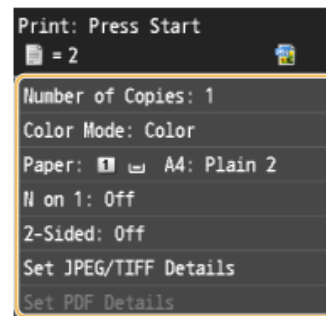 Print: Press Start
= 2
Number of Copies: 1
Color Mode: Color
Paper: 1 A4: Plain 2
N on 1: Off
2-Sided: Off
Set JPEG/TIFF Details
Set PDF Details